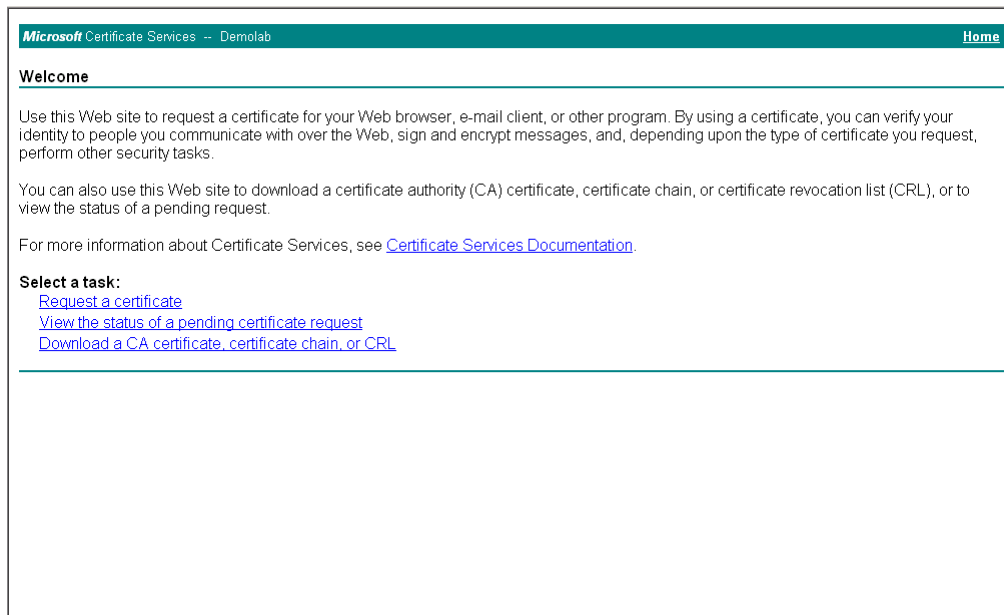 Microsoft Certificate Services -- Demolab Home
Welcome
Use this Web site to request a certificate for your Web browser, e-mail client, or other program. By using a certificate, you can verify your
identity to people you communicate with over the Web, sign and encrypt messages, and, depending upon the type of certificate you request,
perform other security tasks.
You can also use this Web site to download a certificate authority (CA) certificate, certificate chain, or certificate revocation list (CRL), or to
view the status of a pending request.
For more information about Certificate Services, see Certificate Services Documentation.
Select a task:
Request a certificate
View the status of a pending certificate request
Download a CA certificate, certificate chain, or CRL